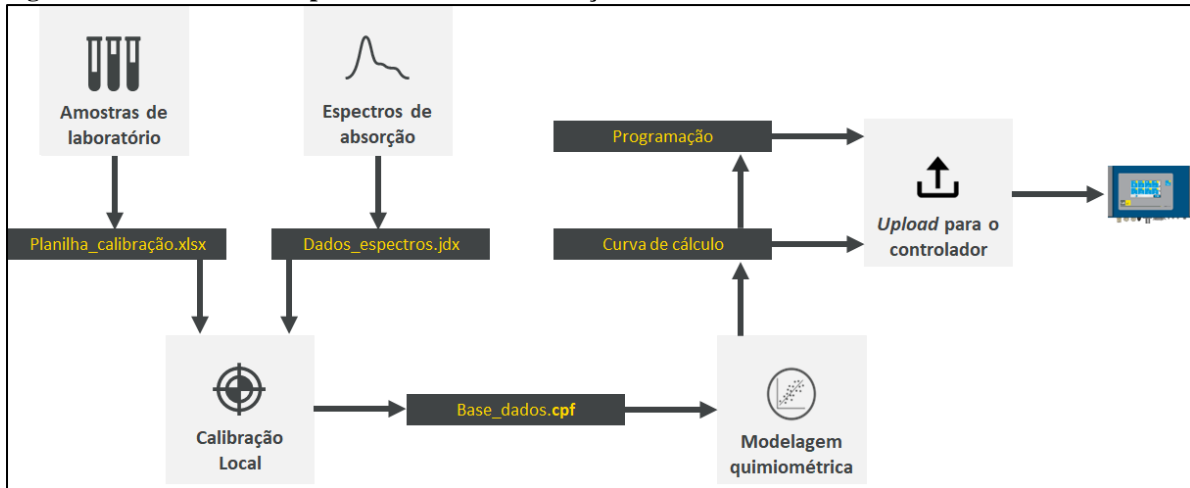 Amostras de
laboratório
Espectros de
absorção
Planilha_calibração.xlsx
Dados_espectros.jdx
Calibração
Local
Base_dados.cpf
Modelagem
quimiométrica
Curva de cálculo
Programação
Upload para o
controlador